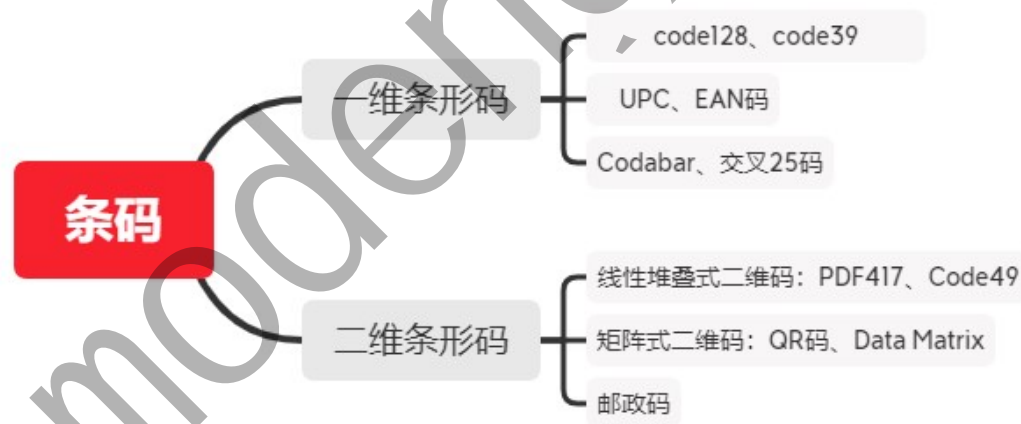 条码
一维条形码
code128、code39
UPC、EAN码
Codabar、交叉25码
二维条形码
线性堆叠式二维码：PDF417、Code49
矩阵式二维码：QR码、Data Matrix
邮政码